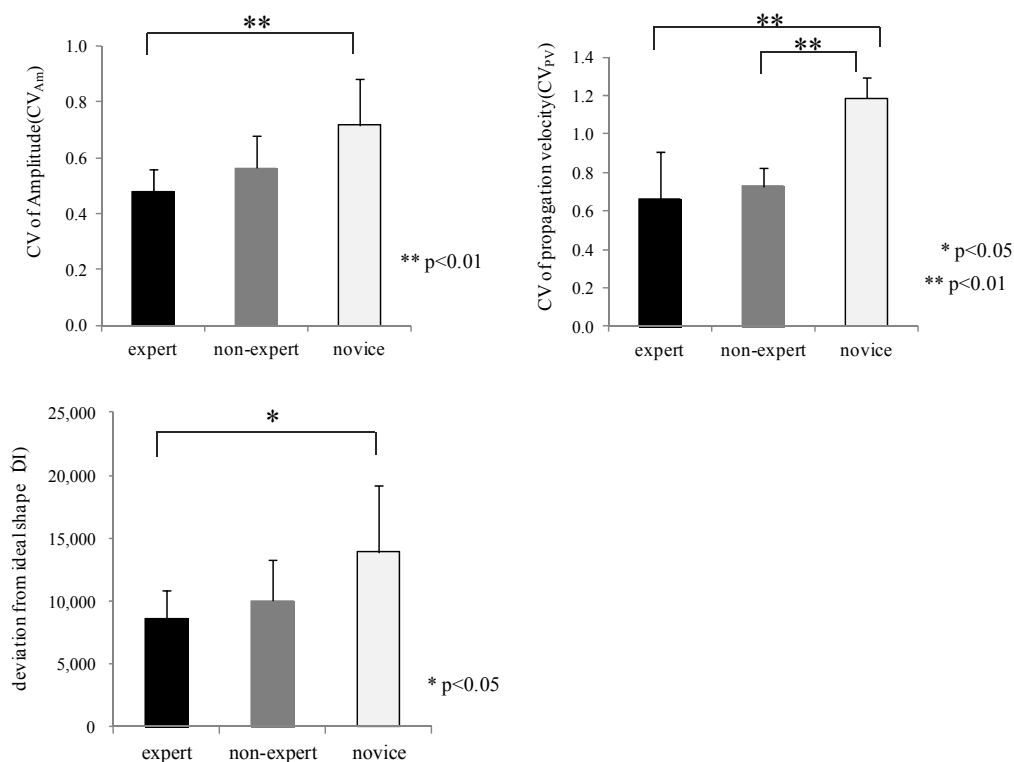 **
CV of Amplitude(CVAm)
1.0
0.8
0.6
0.4
0.2
0.0
expert non-expert novice
** p<0.01
**
**
CV of propagation velocity(CVPV)
1.4
1.2
1.0
0.8
0.6
0.4
0.2
0.0
expert non-expert novice
* p<0.05
** p<0.01
*
deviation from ideal shape DI)
25,000
20,000
15,000
10,000
5,000
0
expert non-expert novice
* p<0.05